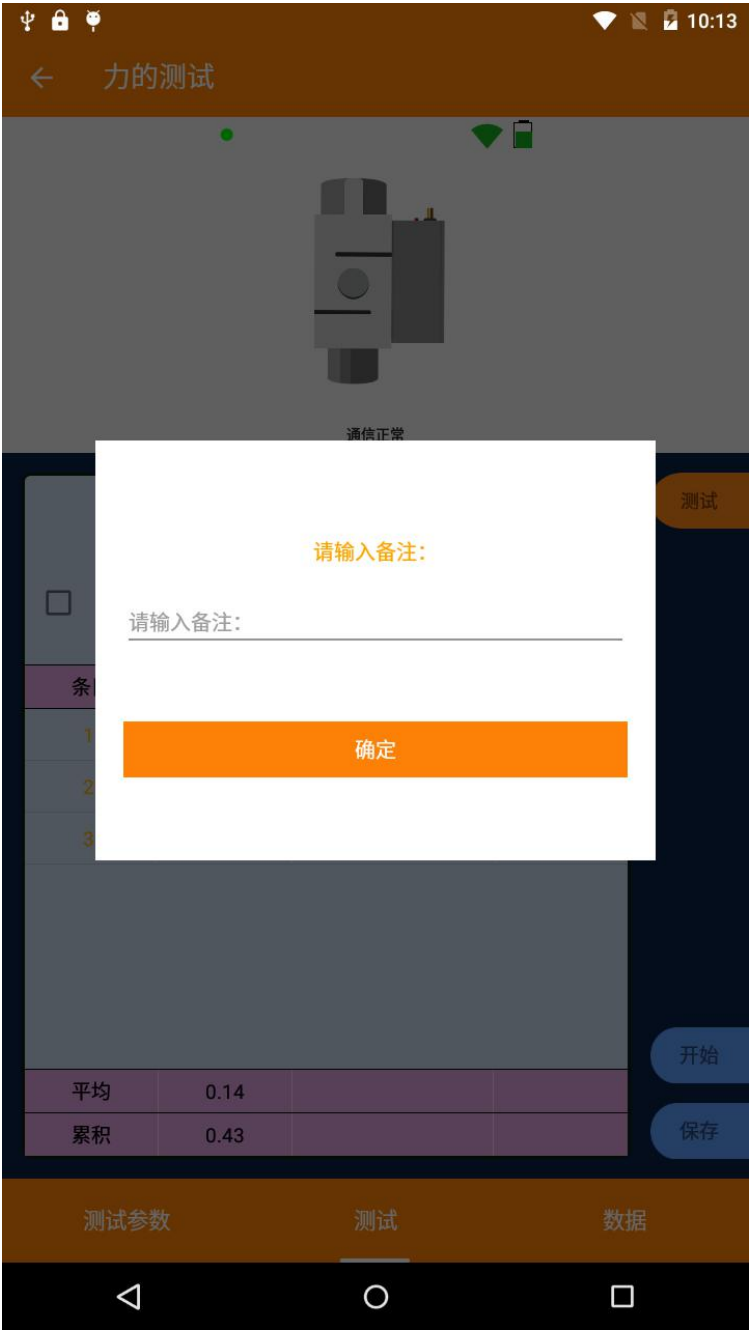 10:13
力的测试
通信正常
测试
请输入备注：
请输入备注：
条
1
确定
2
3
开始
平均 0.14
累积 0.43
保存
测试参数 测试 数据